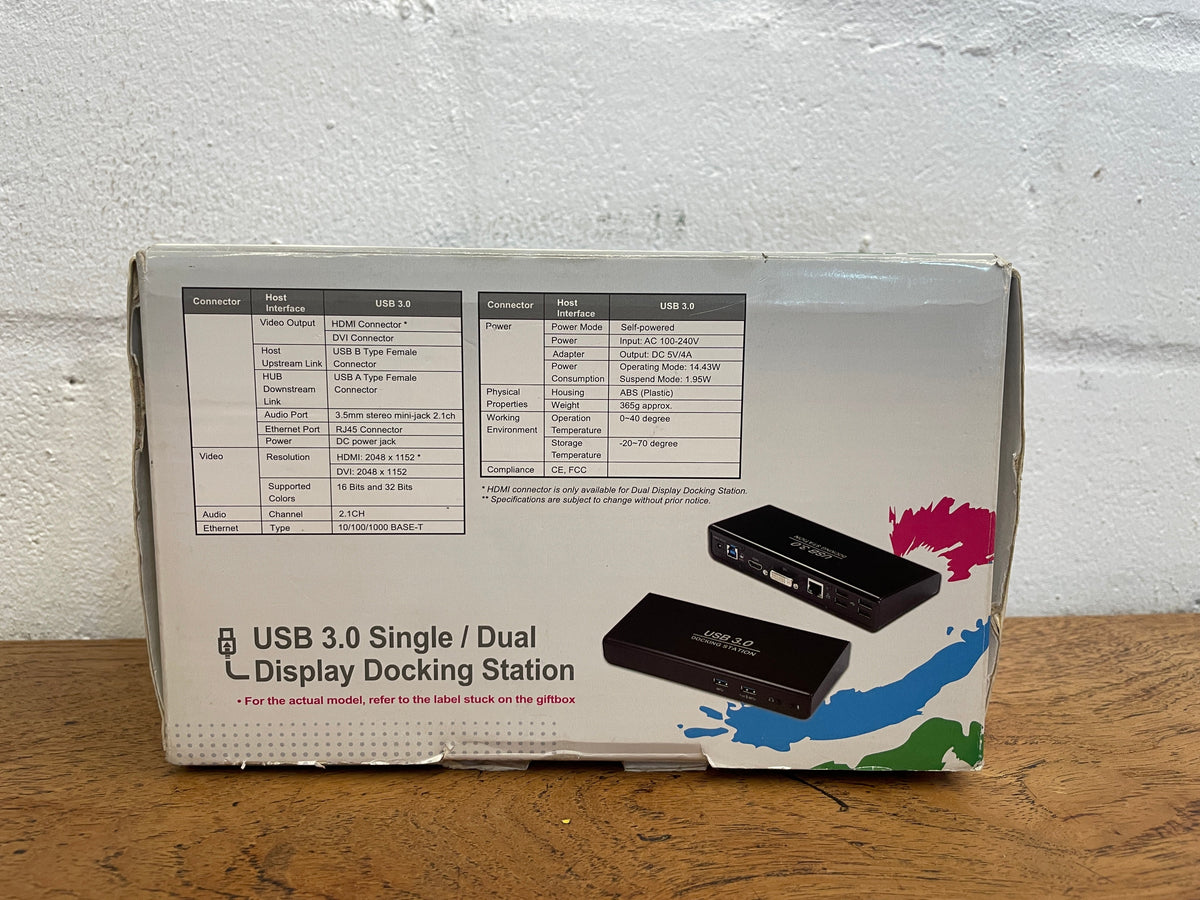 Connector Host Interface USB 3.0
Video Output HDMI Connector *
DVI Connector
Host Upstream Link USB B Type Female Connector
HUB Downstream Link USB A Type Female Connector
Audio Port 3.5mm stereo mini-jack 2.1ch
Ethernet Port RJ45 Connector
Power DC power jack
Video Resolution HDMI: 2048 x 1152 *
DVI: 2048 x 1152
Supported Colors 16 Bits and 32 Bits
Audio Channel 2.1CH
Ethernet Type 10/100/1000 BASE-T
Connector Host Interface USB 3.0
Power Power Mode Self-powered
Power Input: AC 100-240V
Adapter Output: DC 5V/4A
Power Operating Mode: 14.43W
Consumption Suspend Mode: 1.95W
Physical Properties Housing ABS (Plastic)
Weight 365g approx.
Working Environment Operation Temperature 0~40 degree
Storage Temperature -20~70 degree
Compliance CE, FCC
* HDMI connector is only available for Dual Display Docking Station.
** Specifications are subject to change without prior notice.
USB 3.0
DOCKING STATION
USB 3.0
DOCKING STATION
USB 3.0 Single / Dual
Display Docking Station
• For the actual model, refer to the label stuck on the giftbox